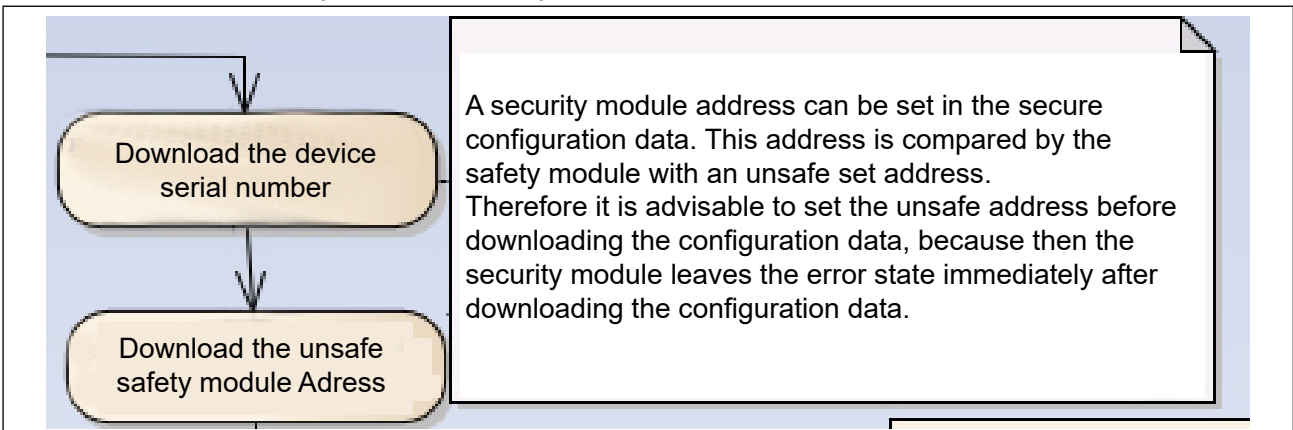 Download the device
serial number
A security module address can be set in the secure
configuration data. This address is compared by the
safety module with an unsafe set address.
Therefore it is advisable to set the unsafe address before
downloading the configuration data, because then the
security module leaves the error state immediately after
downloading the configuration data.
Download the unsafe
safety module Adress